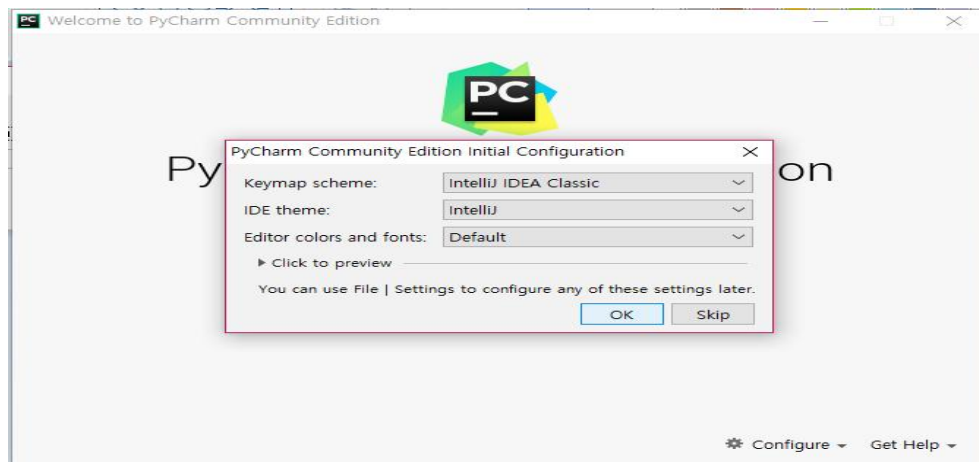 PC Welcome to PyCharm Community Edition
PC
Py
on
PyCharm Community Edition Initial Configuration
Keymap scheme: IntelliJ IDEA Classic
IDE theme: IntelliJ
Editor colors and fonts: Default
Click to preview
You can use File | Settings to configure any of these settings later.
OK Skip
Configure Get Help